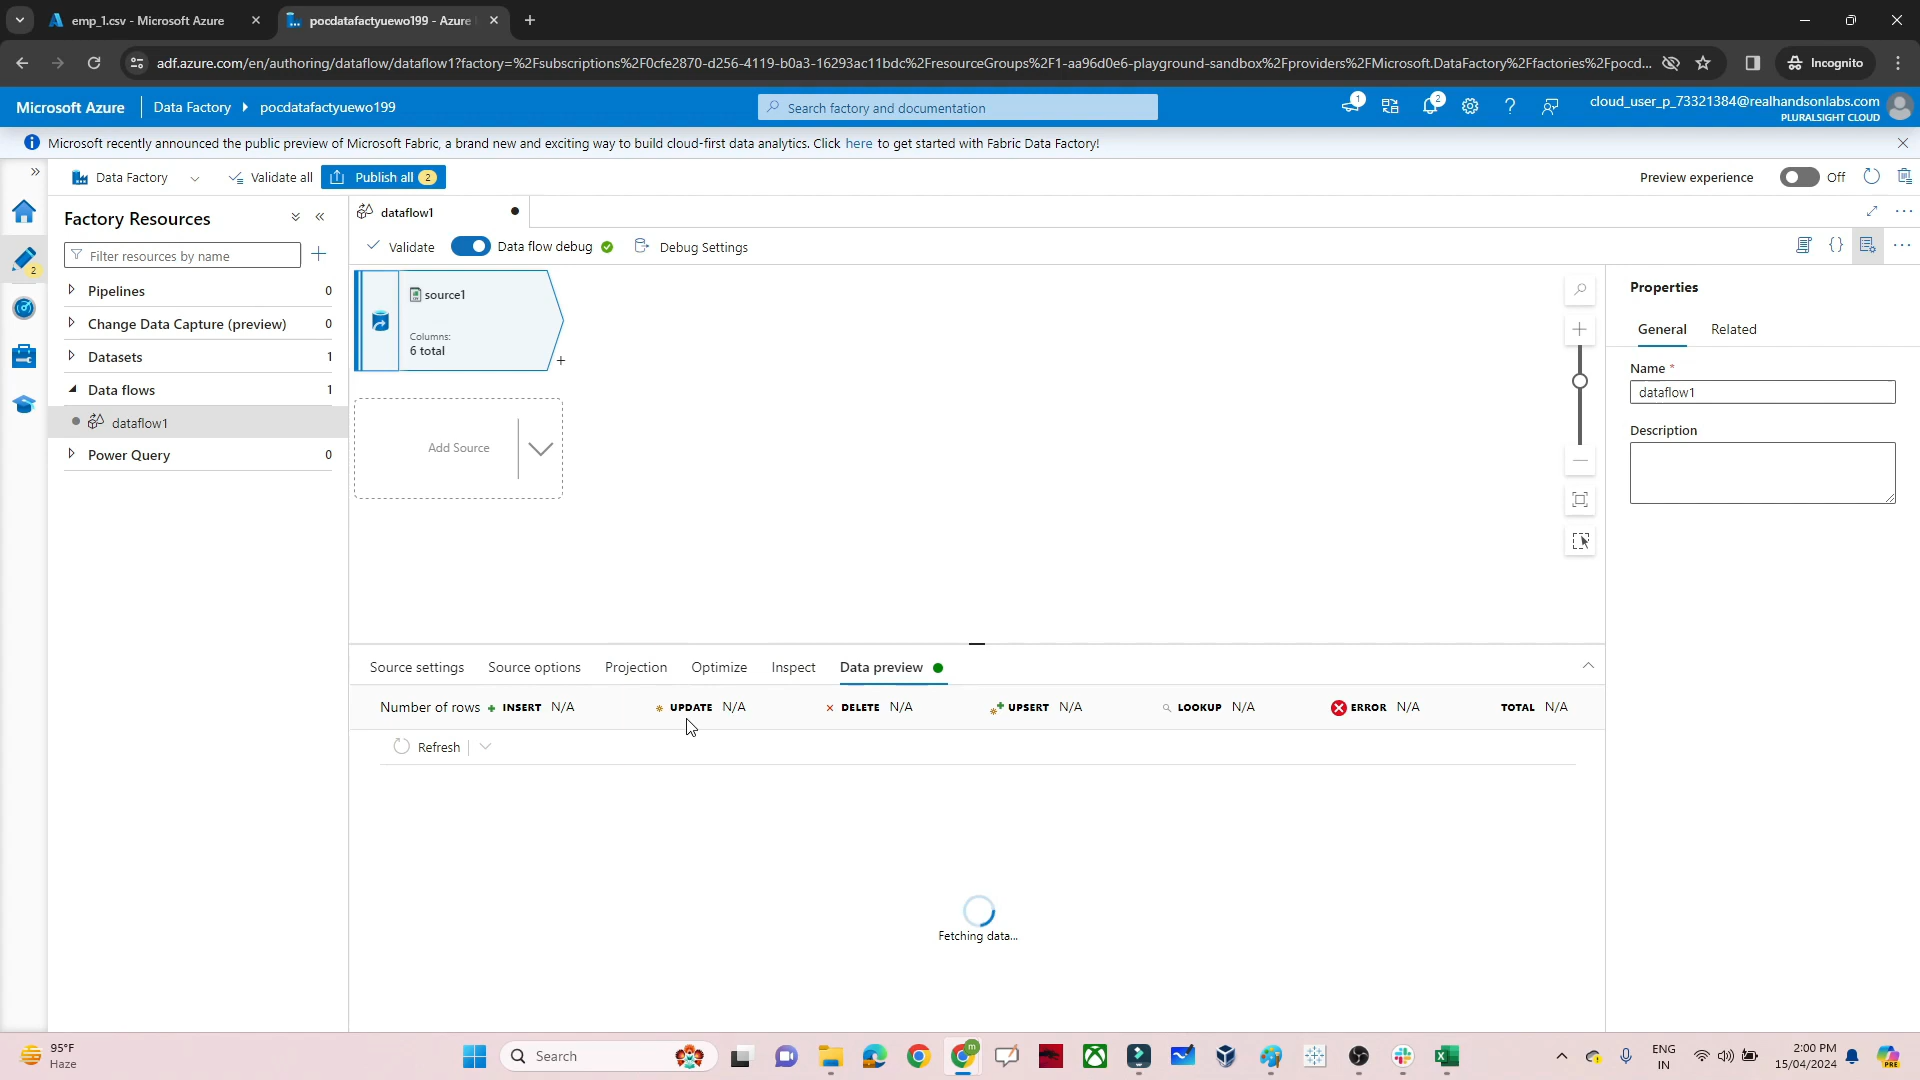 emp_1.csv - Microsoft Azure
pocdatafactyuewo199 - Azure
adf.azure.com/en/authoring/dataflow/dataflow1?factory=%2Fsubscriptions%2F0cfe2870-d256-4119-b0a3-16293ac11bdc%2FresourceGroups%2F1-aa96d0e6-playground-sandbox%2Fproviders%2FMicrosoft.DataFactory%2Ffactories%2Fpocd...
Incognito
Microsoft Azure
Data Factory
pocdatafactyuewo199
Search factory and documentation
1
2
cloud_user_p_73321384@realhandsonlabs.com
PLURALSIGHT CLOUD
Microsoft recently announced the public preview of Microsoft Fabric, a brand new and exciting way to build cloud-first data analytics. Click here to get started with Fabric Data Factory!
Data Factory
Validate all
Publish all 2
Preview experience
Off
Factory Resources
dataflow1
Filter resources by name
Validate
Data flow debug
Debug Settings
2
Pipelines 0
Change Data Capture (preview) 0
Datasets 1
Data flows 1
dataflow1
Power Query 0
source1
Columns:
6 total
Add Source
Properties
General
Related
Name *
dataflow1
Description
Source settings
Source options
Projection
Optimize
Inspect
Data preview
Number of rows
INSERT N/A
UPDATE N/A
DELETE N/A
UPSERT N/A
LOOKUP N/A
ERROR N/A
TOTAL N/A
Refresh
Fetching data...
95°F
Haze
Search
m
ENG
IN
2:00 PM
15/04/2024
PRE